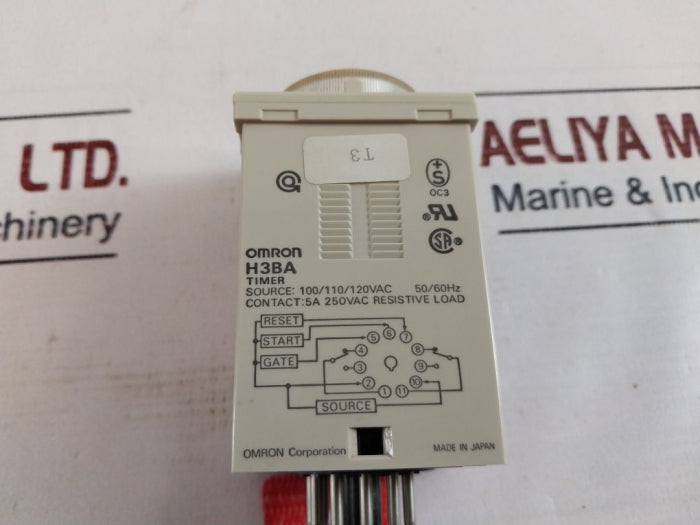 LTD.
chinery
AELIYA M
Marine & Ind
T3
S
OC3
omron
H3BA
TIMER
SOURCE: 100/110/120VAC 50/60Hz
CONTACT:5A 250VAC RESISTIVE LOAD
RESET
START
GATE
6
5 7
4 8
3 9
2 10
1 11
SOURCE
OMRON Corporation MADE IN JAPAN